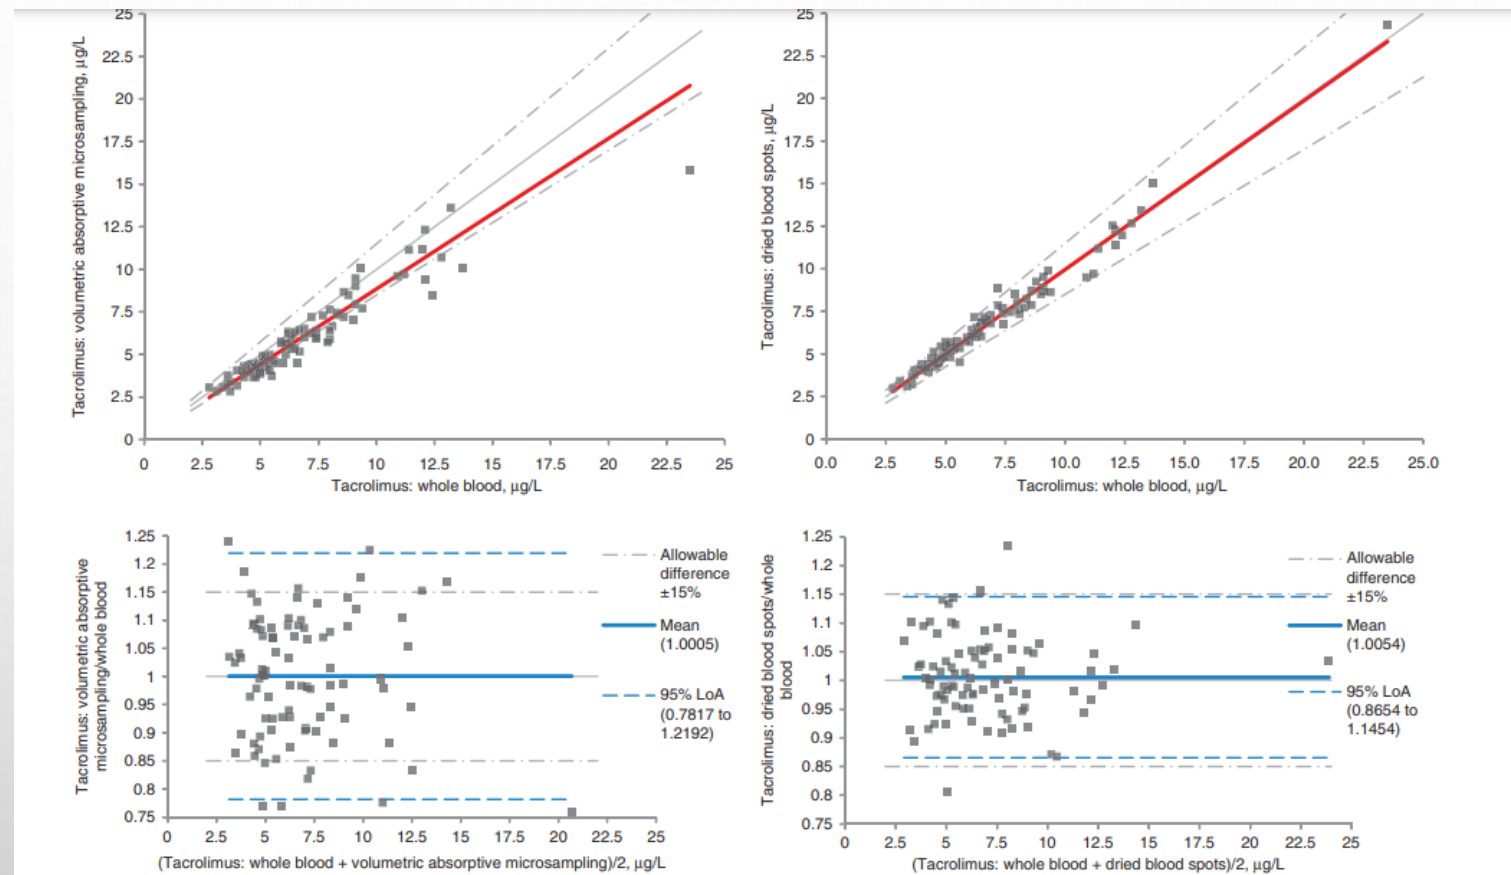 Tacrolimus: volumetric absorptive microsampling, µg/L
25
22.5
20
17.5
15
12.5
10
7.5
5
2.5
0
0 2.5 5 7.5 10 12.5 15 17.5 20 22.5 25
Tacrolimus: whole blood, µg/L
Tacrolimus: dried blood spots, µg/L
25
22.5
20
17.5
15
12.5
10
7.5
5
2.5
0
0.0 2.5 5.0 7.5 10.0 12.5 15.0 17.5 20.0 22.5 25.0
Tacrolimus: whole blood, µg/L
Tacrolimus: volumetric absorptive
microsampling/whole blood
1.25
1.2
1.15
1.1
1.05
1
0.95
0.9
0.85
0.8
0.75
0 2.5 5 7.5 10 12.5 15 17.5 20 22.5 25
(Tacrolimus: whole blood + volumetric absorptive microsampling)/2, µg/L
Allowable
difference
±15%
Mean
(1.0005)
95% LoA
(0.7817 to
1.2192)
Tacrolimus: dried blood spots/whole
blood
1.25
1.2
1.15
1.1
1.05
1
0.95
0.9
0.85
0.8
0.75
0 2.5 5 7.5 10 12.5 15 17.5 20 22.5 25
(Tacrolimus: whole blood + dried blood spots)/2, µg/L
Allowable
difference
±15%
Mean
(1.0054)
95% LoA
(0.8654 to
1.1454)